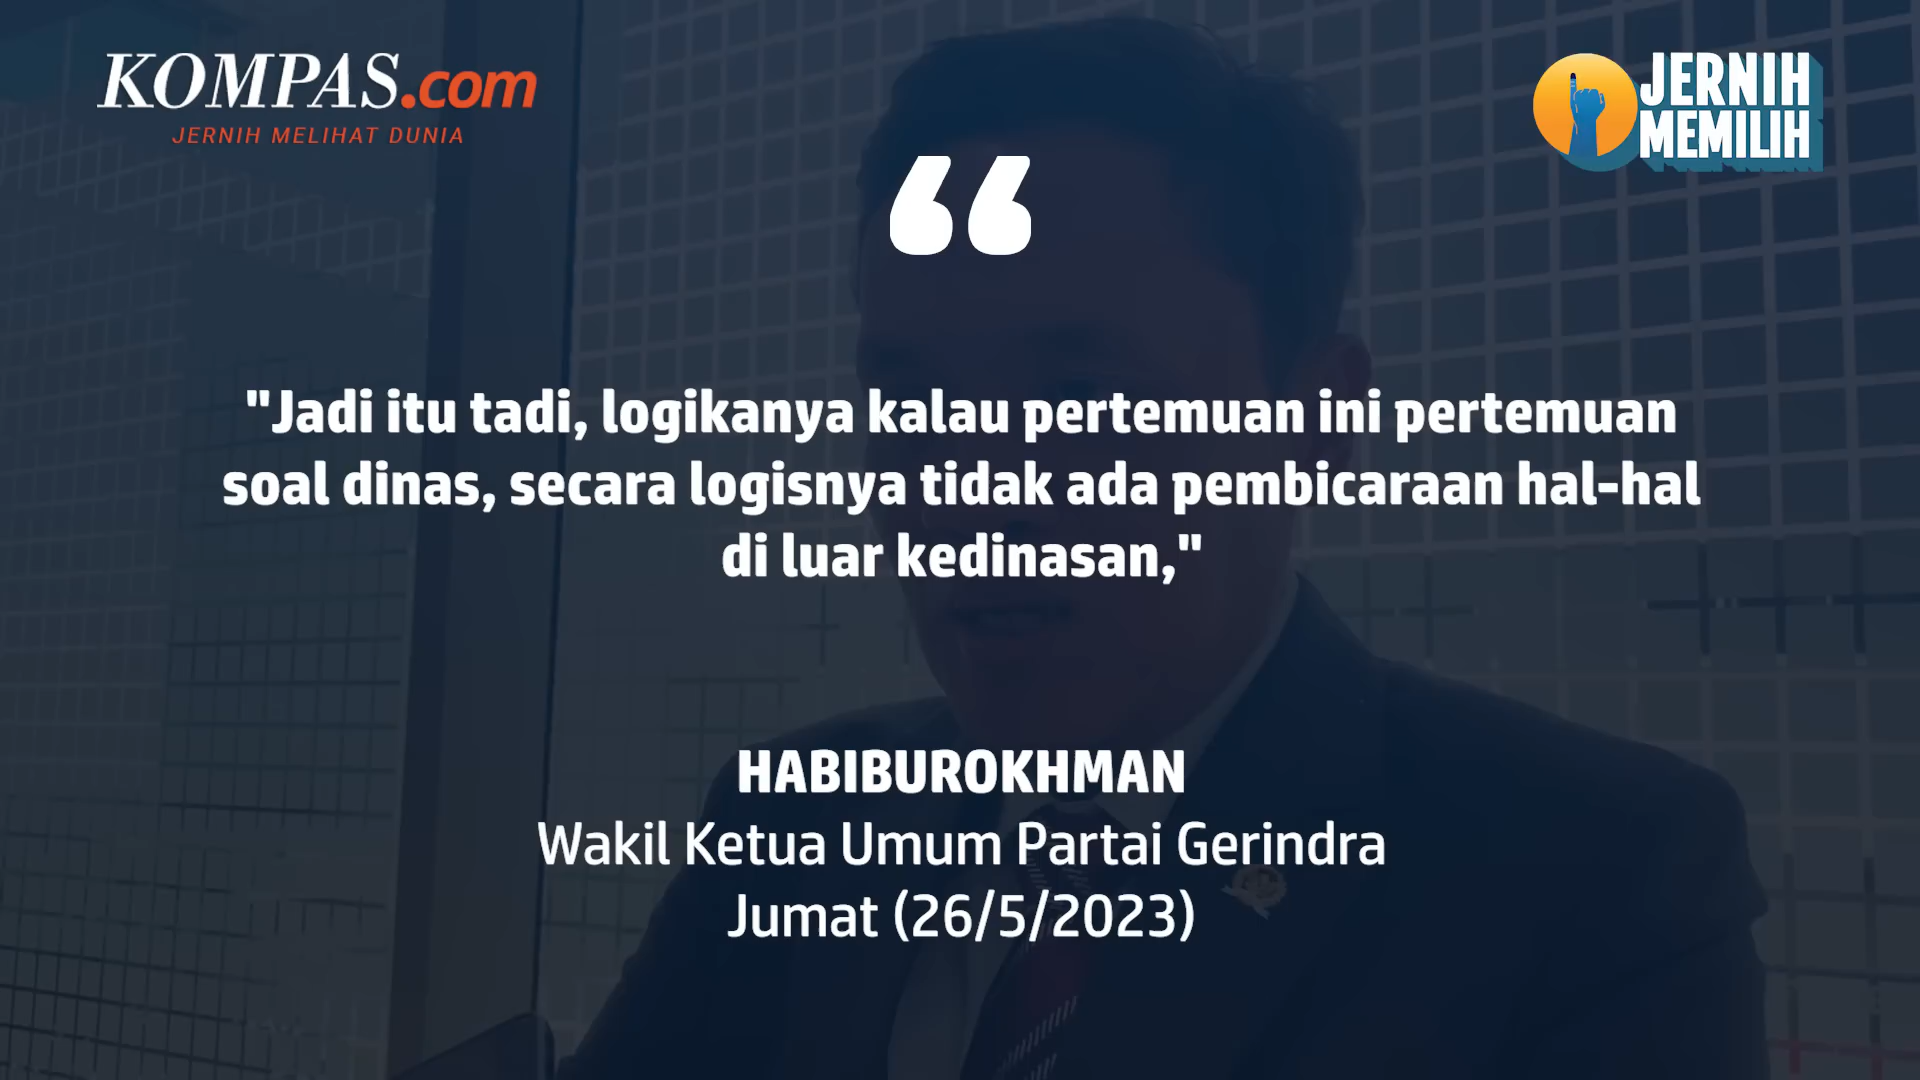 KOMPAS.com
JERNIH MELIHAT DUNIA
JERNIH
MEMILIH
“
"Jadi itu tadi, logikanya kalau pertemuan ini pertemuan
soal dinas, secara logisnya tidak ada pembicaraan hal-hal
di luar kedinasan,"
HABIBUROKHMAN
Wakil Ketua Umum Partai Gerindra
Jumat (26/5/2023)